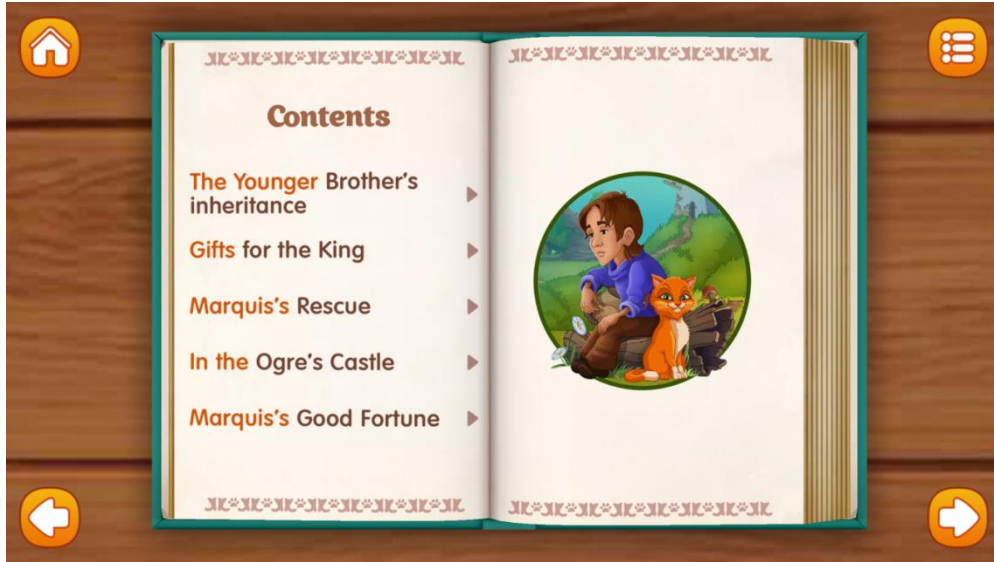 Contents
The Younger Brother's
inheritance
Gifts for the King
Marquis's Rescue
In the Ogre's Castle
Marquis's Good Fortune